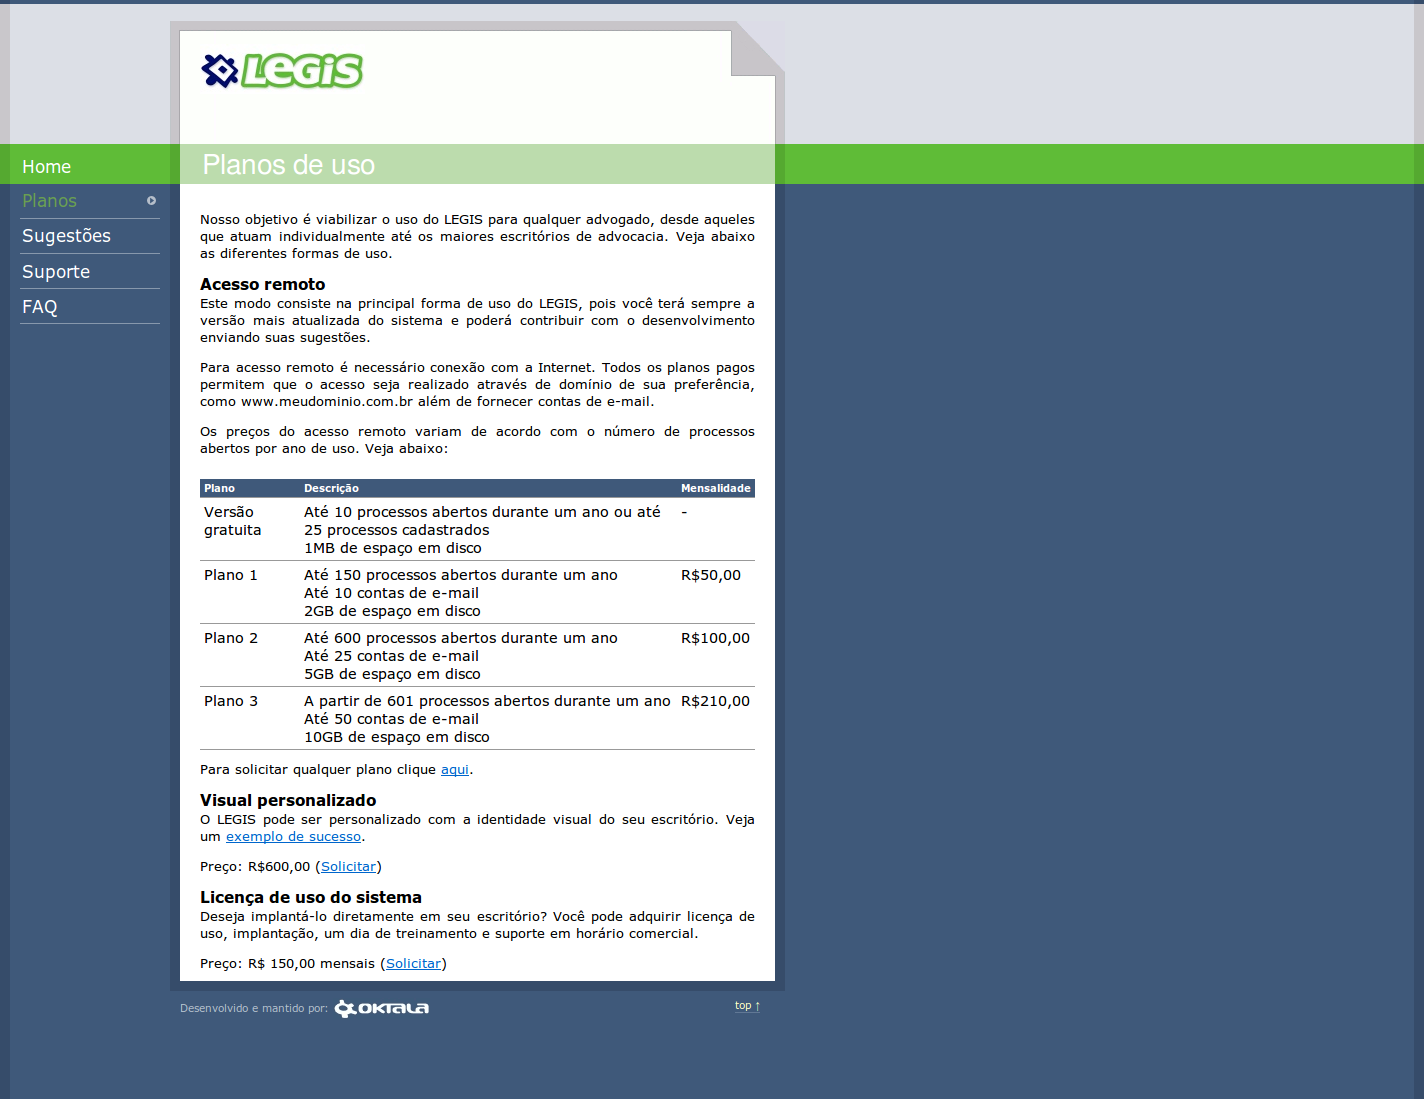 LEGiS
Planos de uso
Home
Planos
Sugestões
Suporte
FAQ
Nosso objetivo é viabilizar o uso do LEGIS para qualquer advogado, desde aqueles
que atuam individualmente até os maiores escritórios de advocacia. Veja abaixo
as diferentes formas de uso.
Acesso remoto
Este modo consiste na principal forma de uso do LEGIS, pois você terá sempre a
versão mais atualizada do sistema e poderá contribuir com o desenvolvimento
enviando suas sugestões.
Para acesso remoto é necessário conexão com a Internet. Todos os planos pagos
permitem que o acesso seja realizado através de domínio de sua preferência,
como www.meudominio.com.br além de fornecer contas de e-mail.
Os preços do acesso remoto variam de acordo com o número de processos
abertos por ano de uso. Veja abaixo:
Plano Descrição Mensalidade
Versão Até 10 processos abertos durante um ano ou até -
gratuita 25 processos cadastrados
1MB de espaço em disco
Plano 1 Até 150 processos abertos durante um ano R$50,00
Até 10 contas de e-mail
2GB de espaço em disco
Plano 2 Até 600 processos abertos durante um ano R$100,00
Até 25 contas de e-mail
5GB de espaço em disco
Plano 3 A partir de 601 processos abertos durante um ano R$210,00
Até 50 contas de e-mail
10GB de espaço em disco
Para solicitar qualquer plano clique aqui.
Visual personalizado
O LEGIS pode ser personalizado com a identidade visual do seu escritório. Veja
um exemplo de sucesso.
Preço: R$600,00 (Solicitar)
Licença de uso do sistema
Deseja implantá-lo diretamente em seu escritório? Você pode adquirir licença de
uso, implantação, um dia de treinamento e suporte em horário comercial.
Preço: R$ 150,00 mensais (Solicitar)
Desenvolvido e mantido por: OKTALA
top ↑